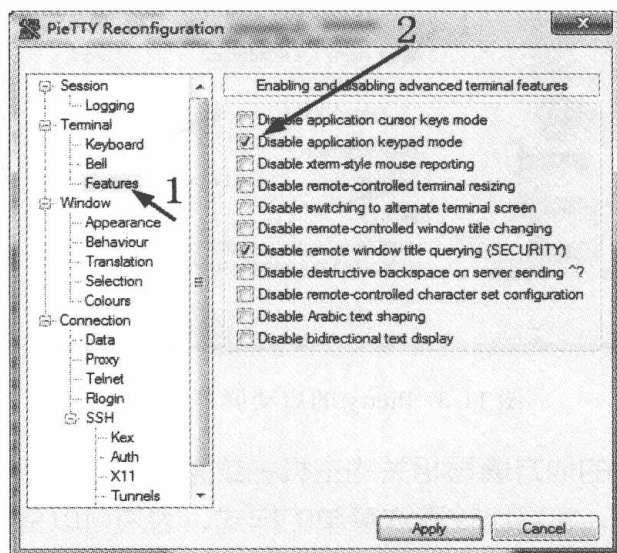 PieTTY Reconfiguration
2
Session
Logging
Terminal
Keyboard
Bell
Features
1
Window
Appearance
Behaviour
Translation
Selection
Colours
Connection
Data
Proxy
Telnet
Rlogin
SSH
Kex
Auth
X11
Tunnels
Enabling and disabling advanced terminal features
Disable application cursor keys mode
Disable application keypad mode
Disable xterm-style mouse reporting
Disable remote-controlled terminal resizing
Disable switching to alternate terminal screen
Disable remote-controlled window title changing
Disable remote window title querying (SECURITY)
Disable destructive backspace on server sending ^?
Disable remote-controlled character set configuration
Disable Arabic text shaping
Disable bidirectional text display
Apply
Cancel